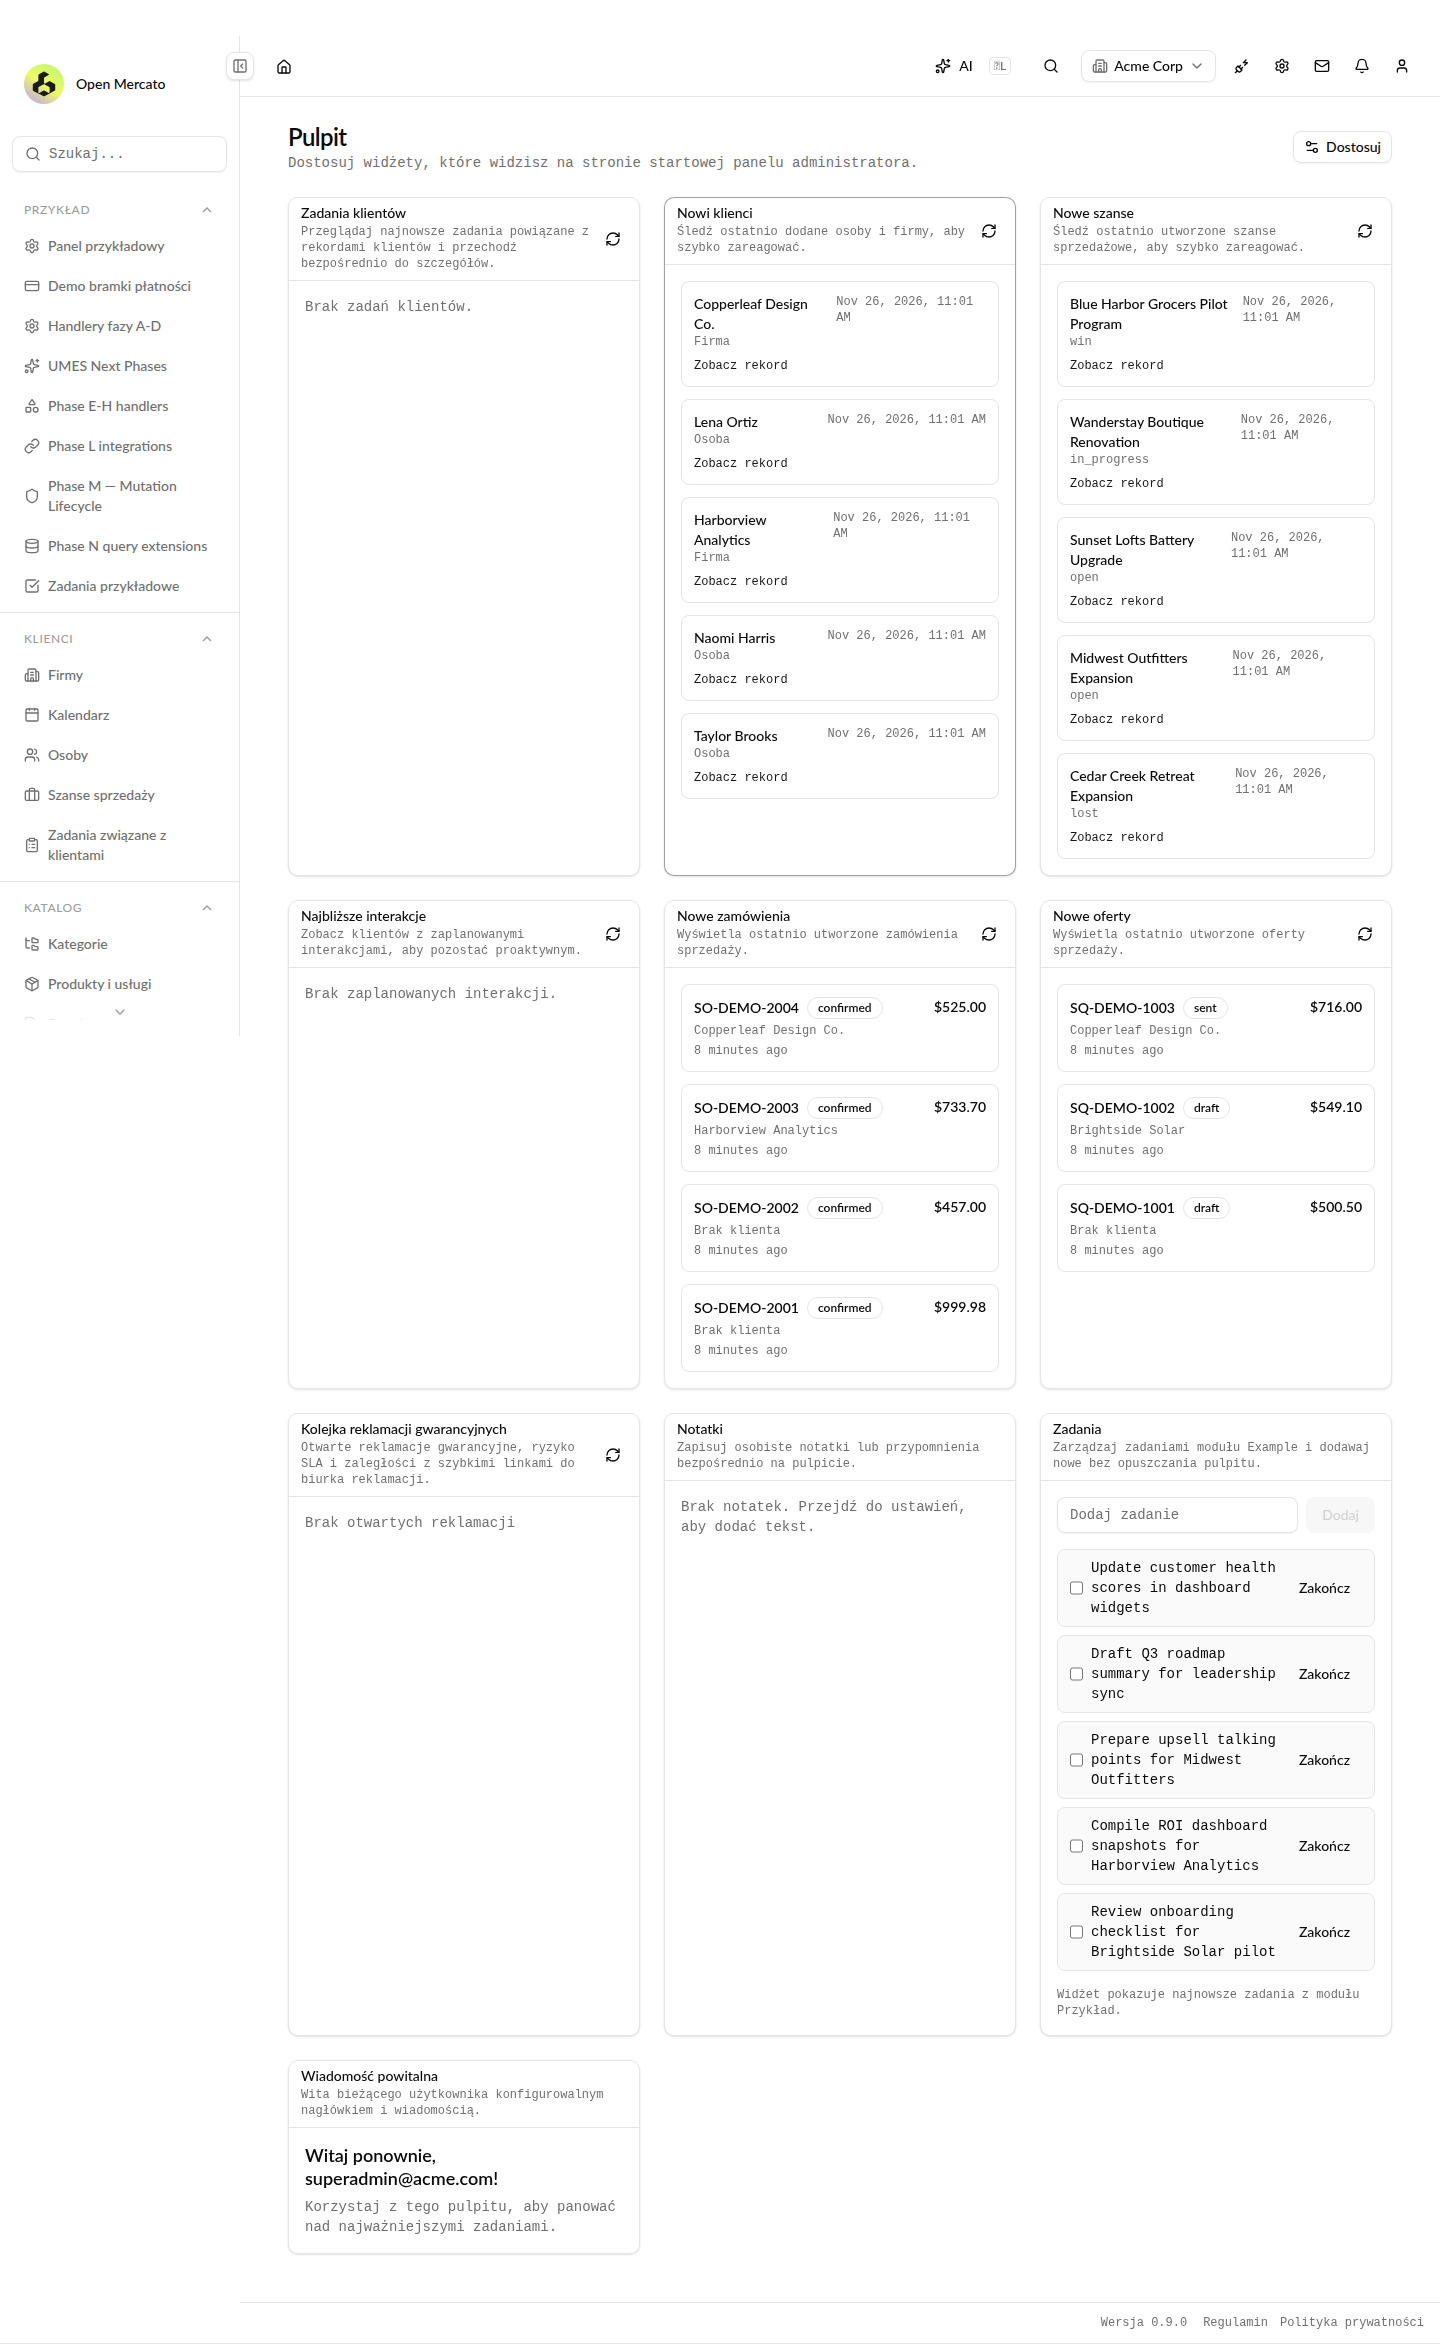 Open Mercato
AI
L
Acme Corp
Szukaj...
PRZYKŁAD
Panel przykładowy
Demo bramki płatności
Handlery fazy A-D
UMES Next Phases
Phase E-H handlers
Phase L integrations
Phase M — Mutation
Lifecycle
Phase N query extensions
Zadania przykładowe
KLIENCI
Firmy
Kalendarz
Osoby
Szanse sprzedaży
Zadania związane z
klientami
KATALOG
Kategorie
Produkty i usługi
Pulpit
Dostosuj widżety, które widzisz na stronie startowej panelu administratora.
Dostosuj
Zadania klientów
Przeglądaj najnowsze zadania powiązane z
rekordami klientów i przechodź
bezpośrednio do szczegółów.
Brak zadań klientów.
Nowi klienci
Śledź ostatnio dodane osoby i firmy, aby
szybko zareagować.
Copperleaf Design
Co.
Nov 26, 2026, 11:01
AM
Firma
Zobacz rekord
Lena Ortiz
Nov 26, 2026, 11:01 AM
Osoba
Zobacz rekord
Harborview
Analytics
Nov 26, 2026, 11:01
AM
Firma
Zobacz rekord
Naomi Harris
Nov 26, 2026, 11:01 AM
Osoba
Zobacz rekord
Taylor Brooks
Nov 26, 2026, 11:01 AM
Osoba
Zobacz rekord
Nowe szanse
Śledź ostatnio utworzone szanse
sprzedażowe, aby szybko zareagować.
Blue Harbor Grocers Pilot
Program
Nov 26, 2026,
11:01 AM
win
Zobacz rekord
Wanderstay Boutique
Renovation
Nov 26, 2026,
11:01 AM
in_progress
Zobacz rekord
Sunset Lofts Battery
Upgrade
Nov 26, 2026,
11:01 AM
open
Zobacz rekord
Midwest Outfitters
Expansion
Nov 26, 2026,
11:01 AM
open
Zobacz rekord
Cedar Creek Retreat
Expansion
Nov 26, 2026,
11:01 AM
lost
Zobacz rekord
Najbliższe interakcje
Zobacz klientów z zaplanowanymi
interakcjami, aby pozostać proaktywnym.
Brak zaplanowanych interakcji.
Nowe zamówienia
Wyświetla ostatnio utworzone zamówienia
sprzedaży.
SO-DEMO-2004 confirmed $525.00
Copperleaf Design Co.
8 minutes ago
SO-DEMO-2003 confirmed $733.70
Harborview Analytics
8 minutes ago
SO-DEMO-2002 confirmed $457.00
Brak klienta
8 minutes ago
SO-DEMO-2001 confirmed $999.98
Brak klienta
8 minutes ago
Nowe oferty
Wyświetla ostatnio utworzone oferty
sprzedaży.
SQ-DEMO-1003 sent $716.00
Copperleaf Design Co.
8 minutes ago
SQ-DEMO-1002 draft $549.10
Brightside Solar
8 minutes ago
SQ-DEMO-1001 draft $500.50
Brak klienta
8 minutes ago
Kolejka reklamacji gwarancyjnych
Otwarte reklamacje gwarancyjne, ryzyko
SLA i zaległości z szybkimi linkami do
biurka reklamacji.
Brak otwartych reklamacji
Notatki
Zapisuj osobiste notatki lub przypomnienia
bezpośrednio na pulpicie.
Brak notatek. Przejdź do ustawień,
aby dodać tekst.
Zadania
Zarządzaj zadaniami modułu Example i dodawaj
nowe bez opuszczania pulpitu.
Dodaj zadanie
Dodaj
Update customer health
scores in dashboard
widgets
Zakończ
Draft Q3 roadmap
summary for leadership
sync
Zakończ
Prepare upsell talking
points for Midwest
Outfitters
Zakończ
Compile ROI dashboard
snapshots for
Harborview Analytics
Zakończ
Review onboarding
checklist for
Brightside Solar pilot
Zakończ
Widżet pokazuje najnowsze zadania z modułu
Przykład.
Wiadomość powitalna
Wita bieżącego użytkownika konfigurowalnym
nagłówkiem i wiadomością.
Witaj ponownie,
superadmin@acme.com!
Korzystaj z tego pulpitu, aby panować
nad najważniejszymi zadaniami.
Wersja 0.9.0 Regulamin Polityka prywatności